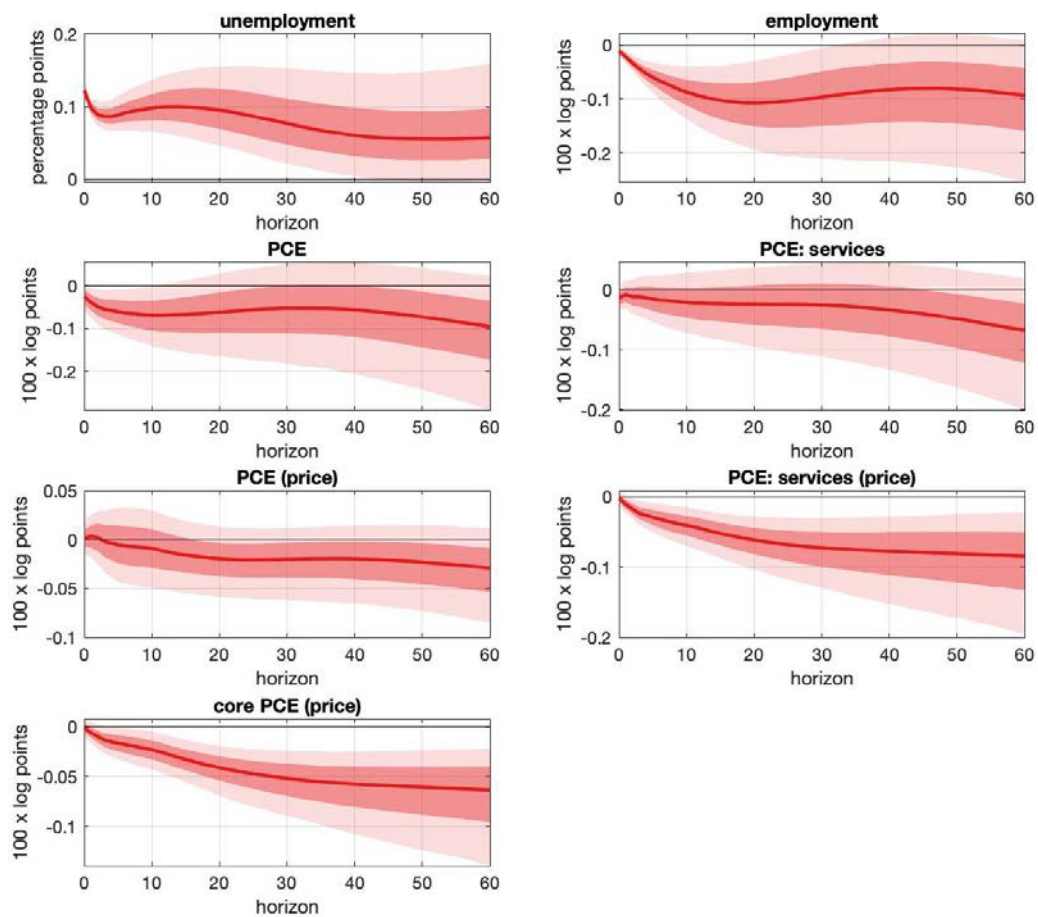 unemployment
percentage points
0.2
0.1
0
0 10 20 30 40 50 60
horizon
employment
100 x log points
0
-0.1
-0.2
0 10 20 30 40 50 60
horizon
PCE
100 x log points
0
-0.1
-0.2
0 10 20 30 40 50 60
horizon
PCE: services
100 x log points
0
-0.1
-0.2
0 10 20 30 40 50 60
horizon
PCE (price)
100 x log points
0.05
0
-0.05
-0.1
0 10 20 30 40 50 60
horizon
PCE: services (price)
100 x log points
0
-0.1
-0.2
0 10 20 30 40 50 60
horizon
core PCE (price)
100 x log points
0
-0.05
-0.1
0 10 20 30 40 50 60
horizon